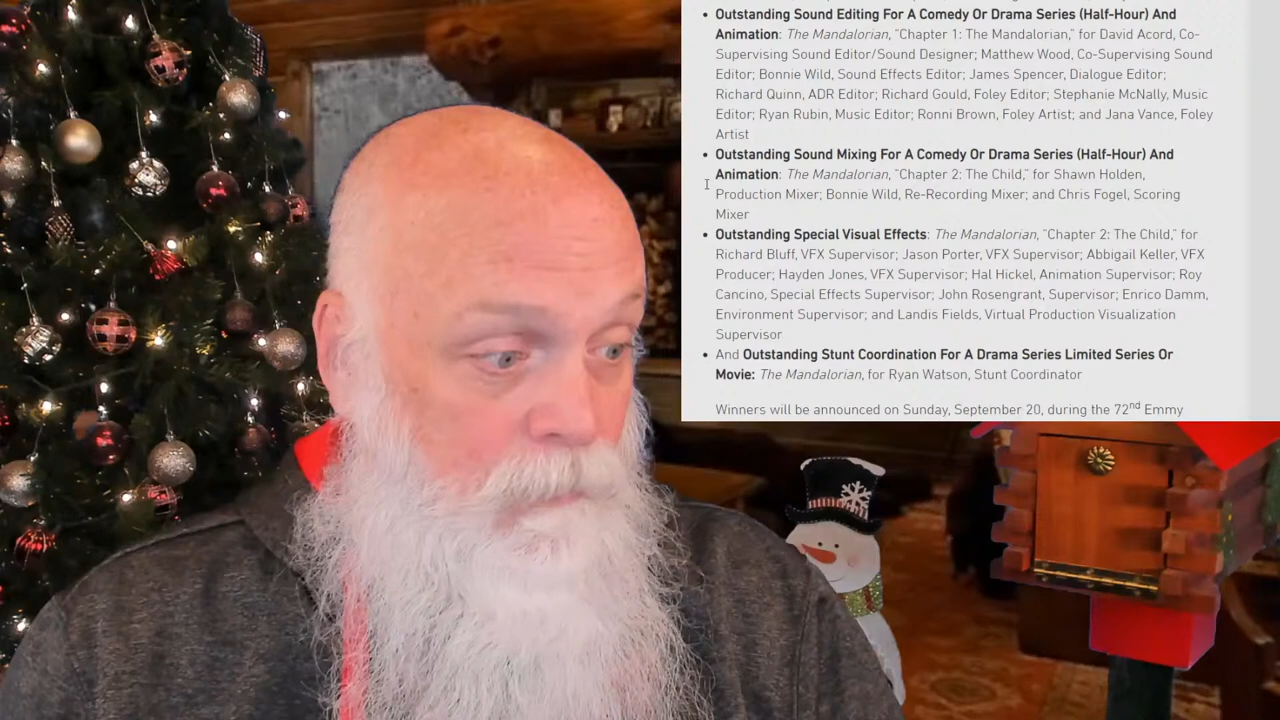 Outstanding Sound Editing For A Comedy Or Drama Series (Half-Hour) And
Animation: The Mandalorian, “Chapter 1: The Mandalorian,” for David Acord, Co-
Supervising Sound Editor/Sound Designer; Matthew Wood, Co-Supervising Sound
Editor; Bonnie Wild, Sound Effects Editor; James Spencer, Dialogue Editor;
Richard Quinn, ADR Editor; Richard Gould, Foley Editor; Stephanie McNally, Music
Editor; Ryan Rubin, Music Editor; Ronni Brown, Foley Artist; and Jana Vance, Foley
Artist
Outstanding Sound Mixing For A Comedy Or Drama Series (Half-Hour) And
Animation: The Mandalorian, “Chapter 2: The Child,” for Shawn Holden,
Production Mixer; Bonnie Wild, Re-Recording Mixer; and Chris Fogel, Scoring
Mixer
Outstanding Special Visual Effects: The Mandalorian, “Chapter 2: The Child,” for
Richard Bluff, VFX Supervisor; Jason Porter, VFX Supervisor; Abbigail Keller, VFX
Producer; Hayden Jones, VFX Supervisor; Hal Hickel, Animation Supervisor; Roy
Cancino, Special Effects Supervisor; John Rosengrant, Supervisor; Enrico Damm,
Environment Supervisor; and Landis Fields, Virtual Production Visualization
Supervisor
And Outstanding Stunt Coordination For A Drama Series Limited Series Or
Movie: The Mandalorian, for Ryan Watson, Stunt Coordinator
Winners will be announced on Sunday, September 20, during the 72nd Emmy